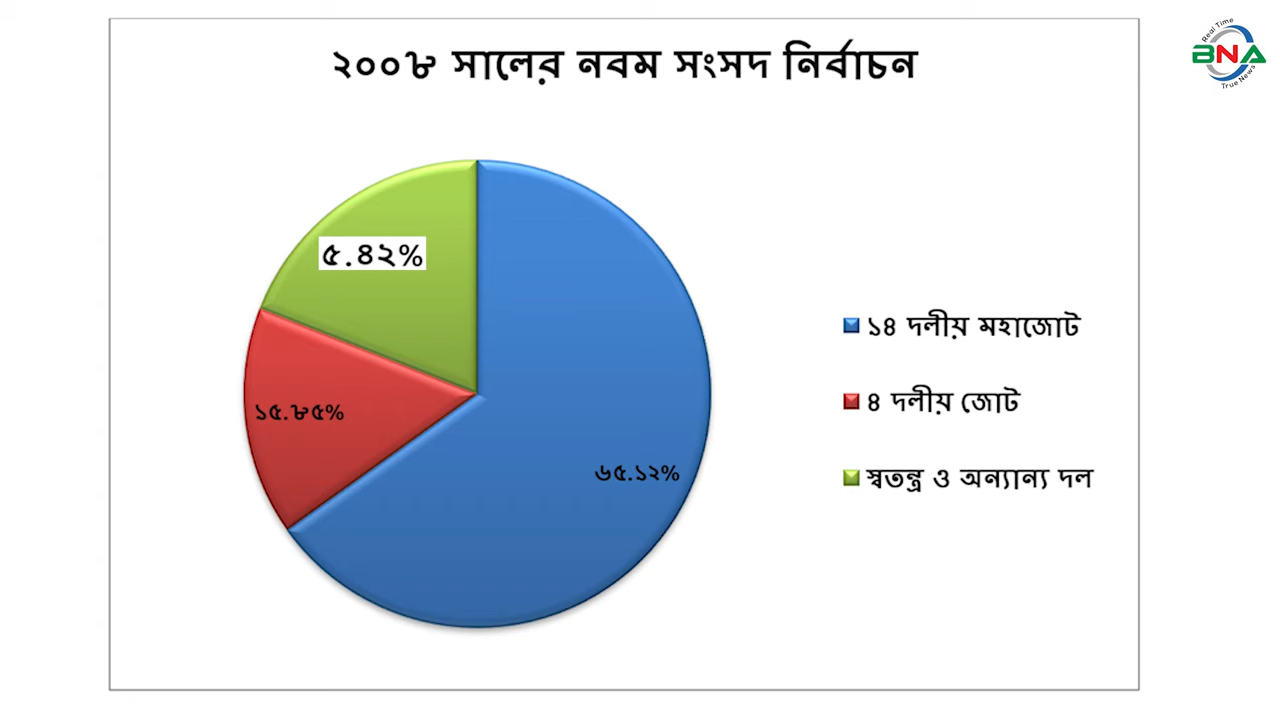 ২০০৮ সালের নবম সংসদ নির্বাচন
Real Time
BNA
True News
৫.৪২%
১৫.৮৫%
৬৫.১২%
১৪ দলীয় মহাজোট
৪ দলীয় জোট
স্বতন্ত্র ও অন্যান্য দল